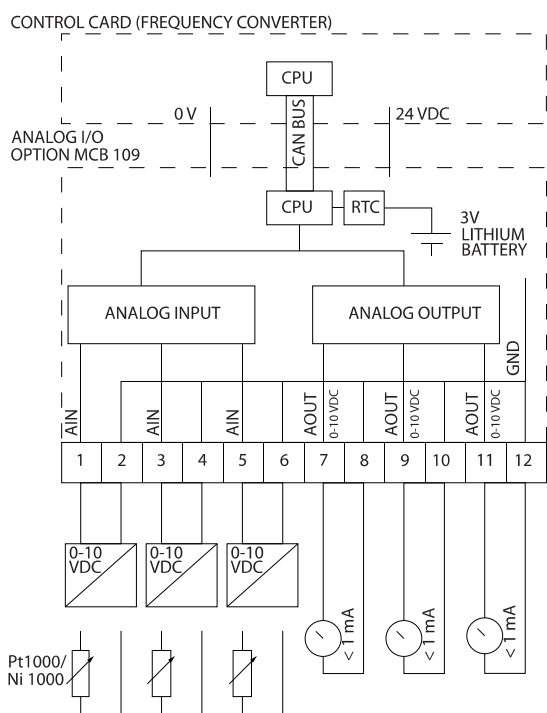 CONTROL CARD (FREQUENCY CONVERTER)
CPU
0 V
24 VDC
CAN BUS
ANALOG I/O
OPTION MCB 109
CPU
RTC
3V
LITHIUM
BATTERY
ANALOG INPUT
ANALOG OUTPUT
GND
AIN
AIN
AIN
AOUT
0-10 VDC
AOUT
0-10 VDC
AOUT
0-10 VDC
1 2 3 4 5 6 7 8 9 10 11 12
0-10
VDC
0-10
VDC
0-10
VDC
< 1 mA
< 1 mA
< 1 mA
Pt1000/
Ni 1000